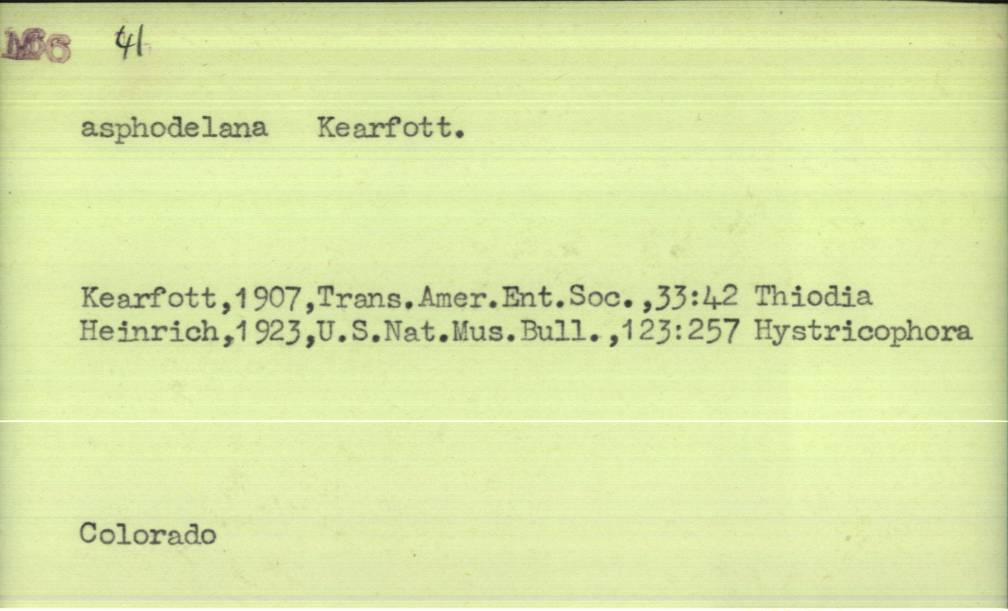 41
asphodelana Kearfott.
Kearfott,1907,Trans.Amer.Ent.Soc.,33:42 Thiodia
Heinrich,1923,U.S.Nat.Mus.Bull.,123:257 Hystricophora
Colorado